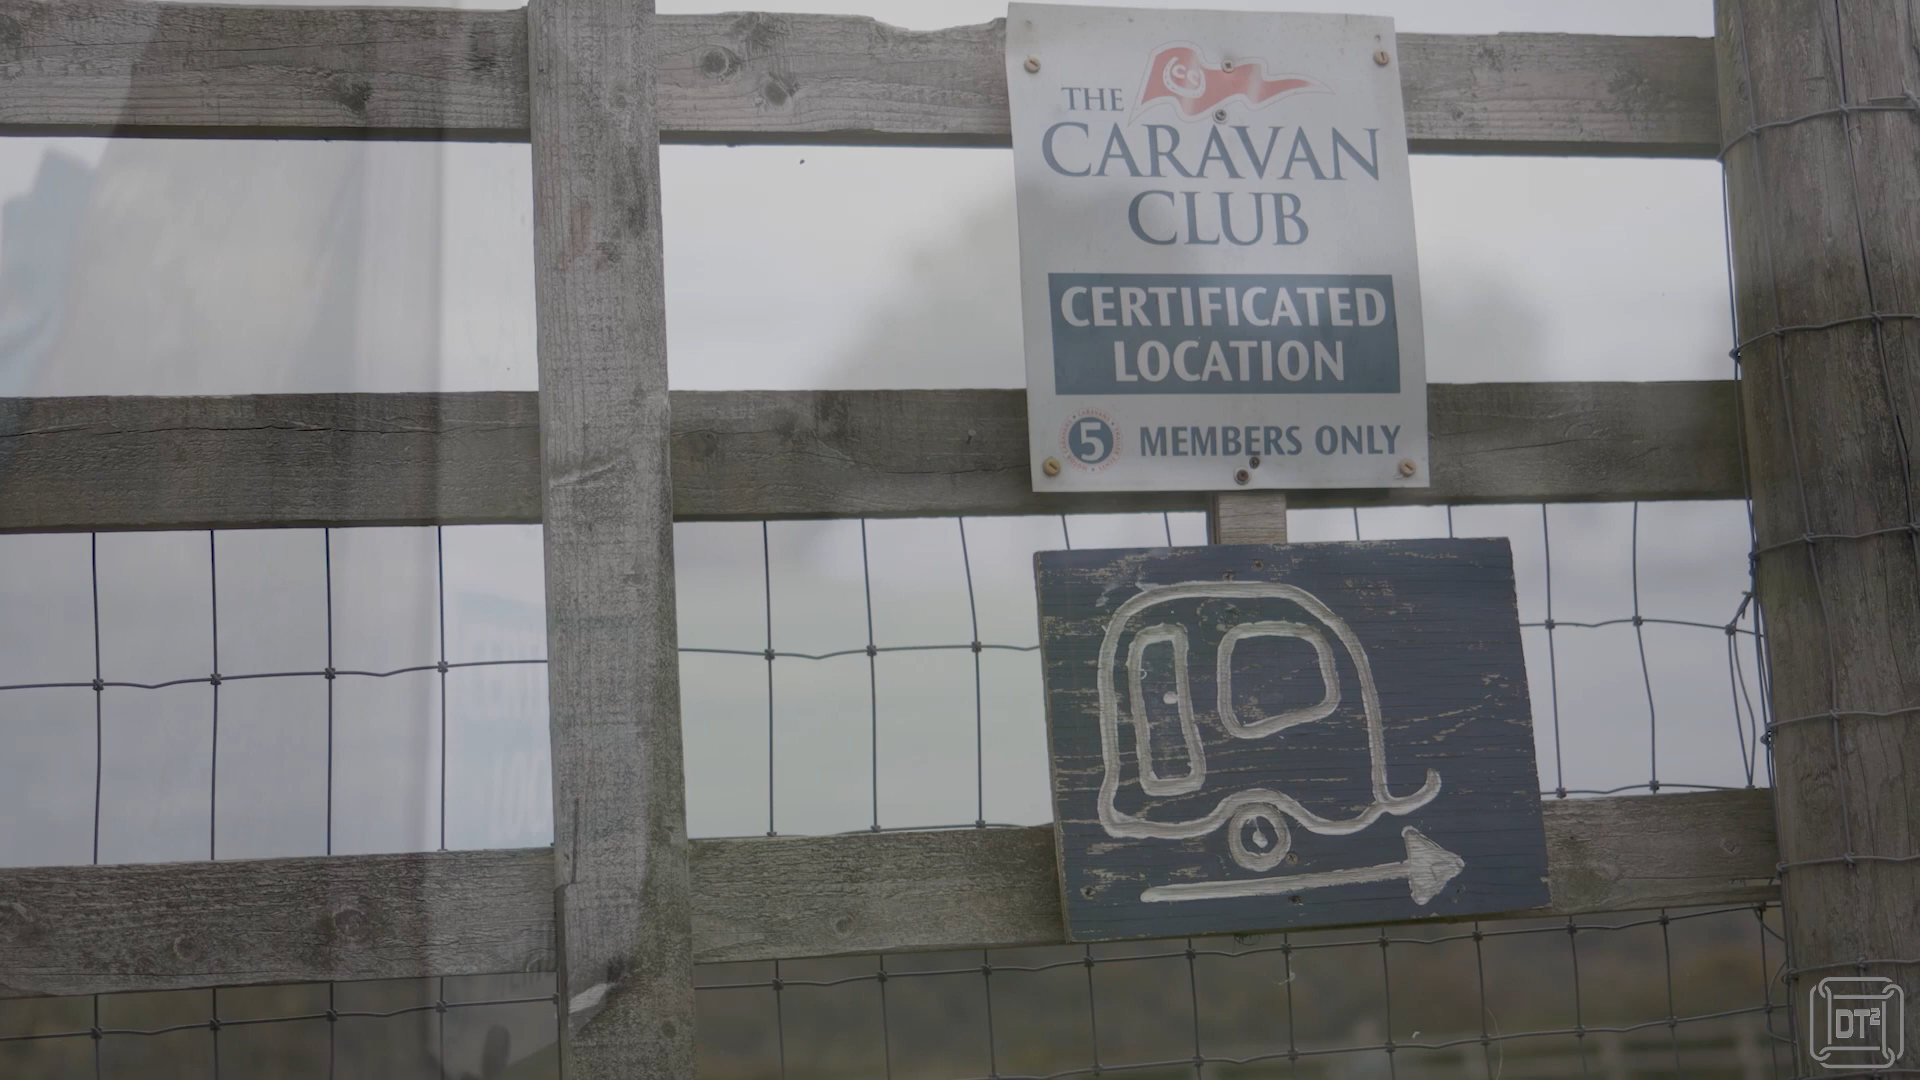 THE
CARAVAN
CLUB
CERTIFICATED
LOCATION
5 MEMBERS ONLY
DT2